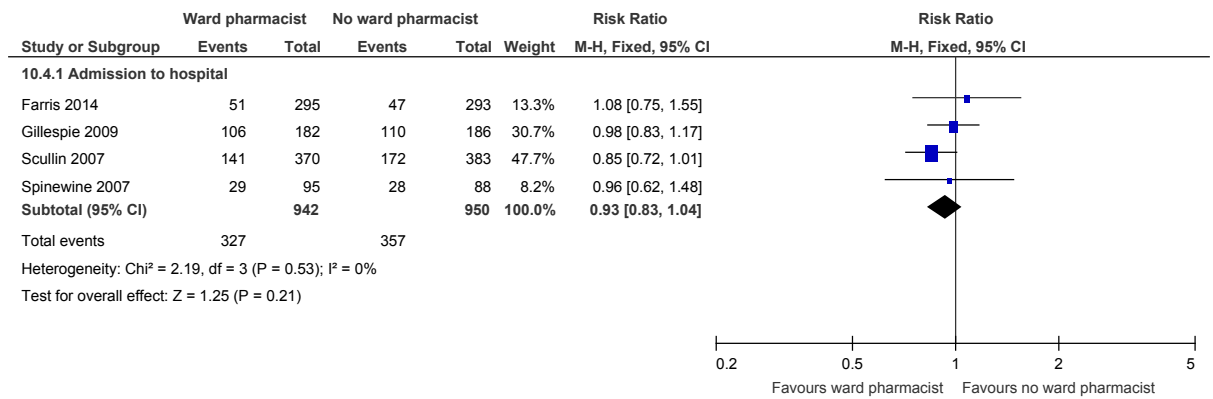 Ward pharmacist No ward pharmacist Risk Ratio Risk Ratio
Study or Subgroup Events Total Events Total Weight M-H, Fixed, 95% CI M-H, Fixed, 95% CI
10.4.1 Admission to hospital
Farris 2014 51 295 47 293 13.3% 1.08 [0.75, 1.55]
Gillespie 2009 106 182 110 186 30.7% 0.98 [0.83, 1.17]
Scullin 2007 141 370 172 383 47.7% 0.85 [0.72, 1.01]
Spinewine 2007 29 95 28 88 8.2% 0.96 [0.62, 1.48]
Subtotal (95% CI) 942 950 100.0% 0.93 [0.83, 1.04]
Total events 327 357
Heterogeneity: Chi² = 2.19, df = 3 (P = 0.53); I² = 0%
Test for overall effect: Z = 1.25 (P = 0.21)
0.2 0.5 1 2 5
Favours ward pharmacist Favours no ward pharmacist